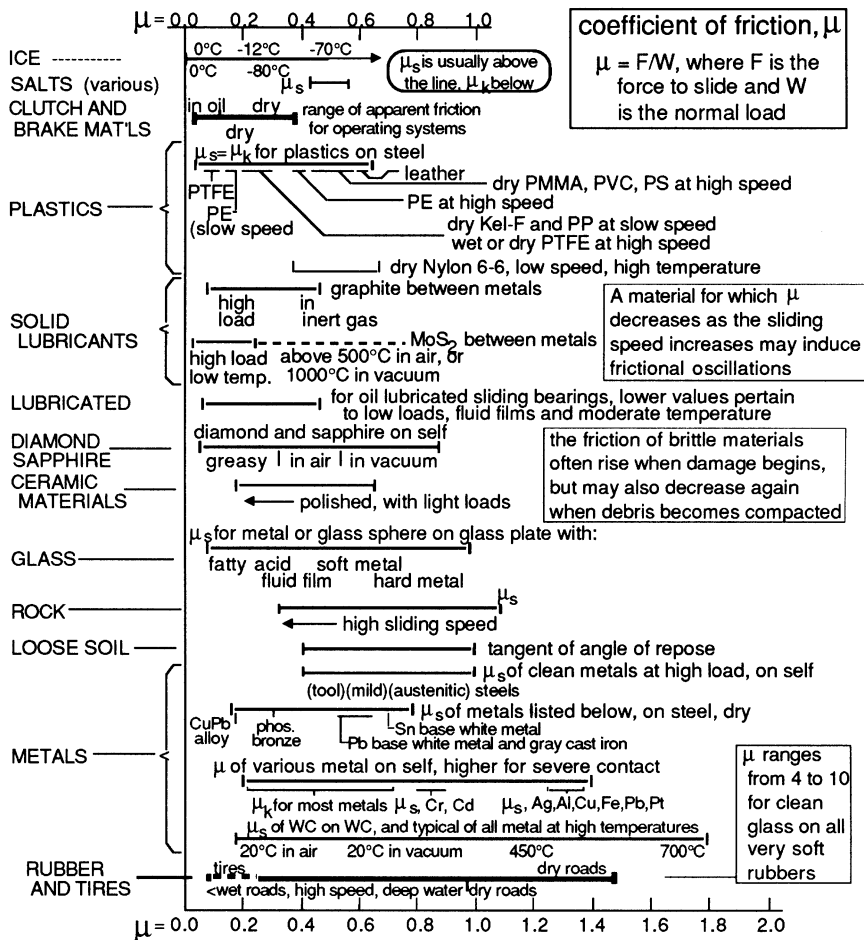 μ = 0.0 0.2 0.4 0.6 0.8 1.0
coefficient of friction, μ
μ = F/W, where F is the
force to slide and W
is the normal load
ICE ----------
0°C -12°C -70°C
0°C -80°C
μs is usually above
the line, μk below
SALTS (various)
μs
CLUTCH AND
BRAKE MAT'LS
in oil dry
dry
range of apparent friction
for operating systems
PLASTICS
μs=μk for plastics on steel
leather
PTFE
dry PMMA, PVC, PS at high speed
PE
(slow speed
PE at high speed
dry Kel-F and PP at slow speed
wet or dry PTFE at high speed
dry Nylon 6-6, low speed, high temperature
SOLID
LUBRICANTS
graphite between metals
high
load
in
inert gas
MoS2 between metals
high load
low temp.
above 500°C in air, or
1000°C in vacuum
A material for which μ
decreases as the sliding
speed increases may induce
frictional oscillations
LUBRICATED
for oil lubricated sliding bearings, lower values pertain
to low loads, fluid films and moderate temperature
DIAMOND
SAPPHIRE
diamond and sapphire on self
greasy | in air | in vacuum
CERAMIC
MATERIALS
polished, with light loads
the friction of brittle materials
often rise when damage begins,
but may also decrease again
when debris becomes compacted
GLASS
μs for metal or glass sphere on glass plate with:
fatty acid soft metal
fluid film hard metal
ROCK
μs
high sliding speed
LOOSE SOIL
tangent of angle of repose
METALS
μs of clean metals at high load, on self
(tool)(mild)(austenitic) steels
μs of metals listed below, on steel, dry
CuPb
alloy
phos.
bronze
Sn base white metal
Pb base white metal and gray cast iron
μ of various metal on self, higher for severe contact
μk for most metals μs, Cr, Cd μs, Ag,Al,Cu,Fe,Pb,Pt
μs of WC on WC, and typical of all metal at high temperatures
20°C in air 20°C in vacuum 450°C 700°C
μ ranges
from 4 to 10
for clean
glass on all
very soft
rubbers
RUBBER
AND TIRES
tires dry roads
<wet roads, high speed, deep water dry roads
μ = 0.0 0.2 0.4 0.6 0.8 1.0 1.2 1.4 1.6 1.8 2.0